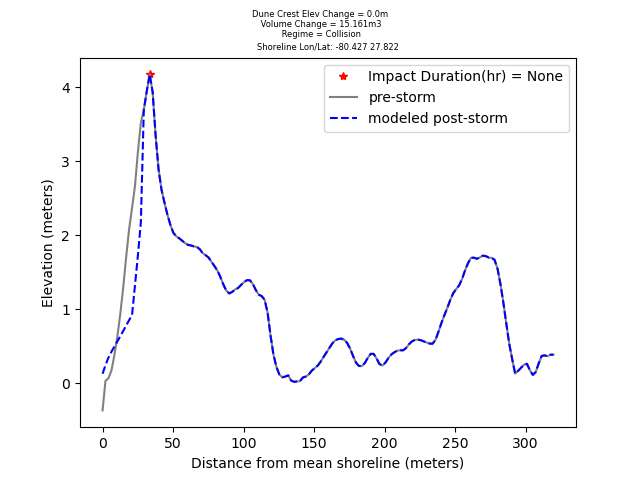 Dune Crest Elev Change = 0.0m
Volume Change = 15.161m3
Regime = Collision
Shoreline Lon/Lat: -80.427 27.822
Impact Duration(hr) = None
pre-storm
modeled post-storm
Elevation (meters)
4
3
2
1
0
0 50 100 150 200 250 300
Distance from mean shoreline (meters)